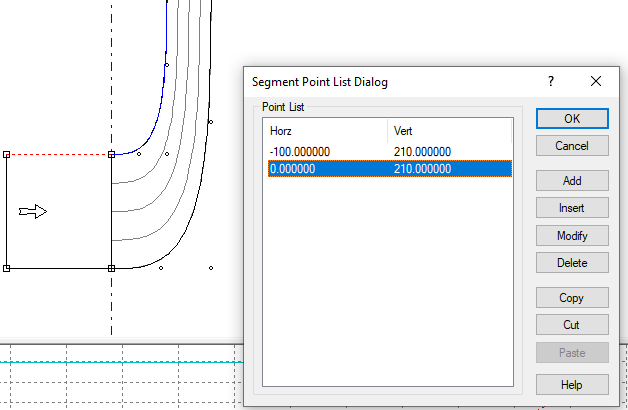 Segment Point List Dialog ? ×
Point List
Horz Vert
-100.000000 210.000000
0.000000 210.000000
OK
Cancel
Add
Insert
Modify
Delete
Copy
Cut
Paste
Help